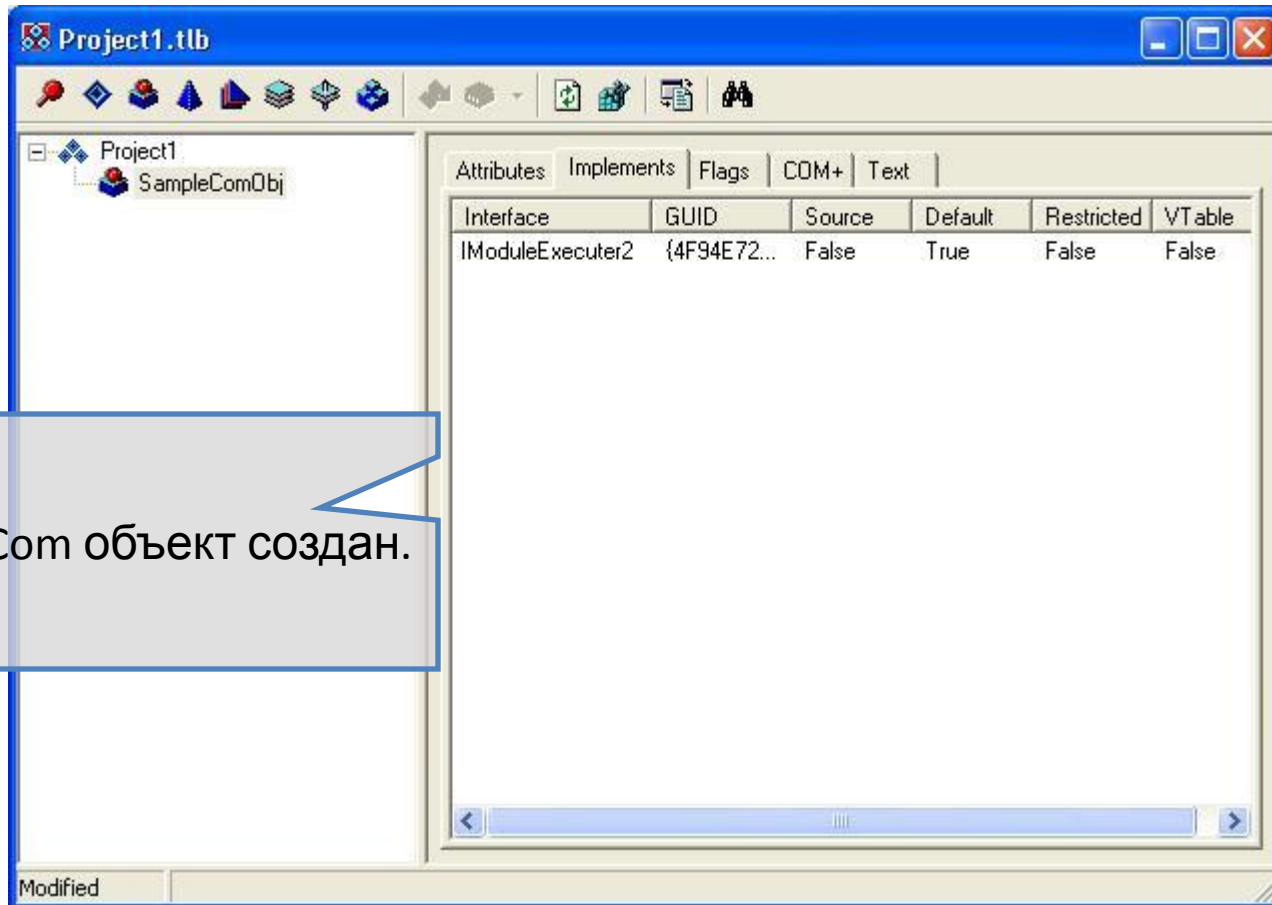 Project1.tlb
Project1
SampleComObj
Attributes Implements Flags COM+ Text
Interface GUID Source Default Restricted VTable
IModuleExecuter2 {4F94E72... False True False False
Com объект создан.
Modified